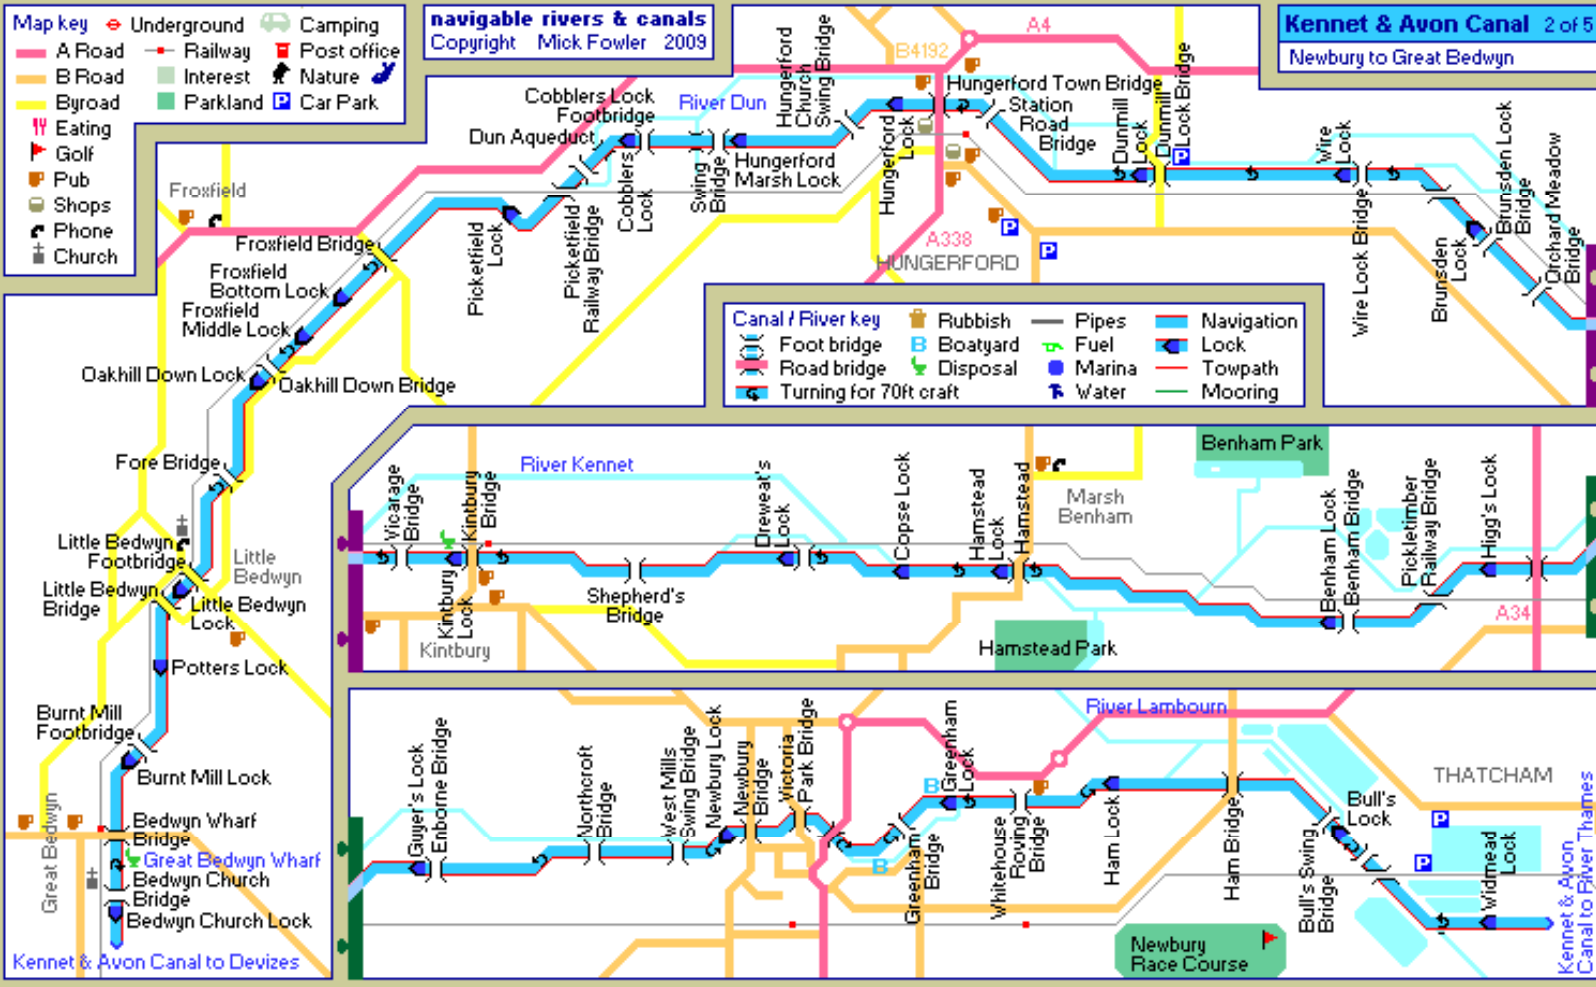 Map key
Underground
Camping
A Road
Railway
Post office
B Road
Interest
Nature
Byroad
Parkland
P Car Park
Eating
Golf
Pub
Shops
Phone
Church
navigable rivers & canals
Copyright Mick Fowler 2009
Kennet & Avon Canal 2 of 5
Newbury to Great Bedwyn
A4
B4192
Hungerford
Church
Swing Bridge
Hungerford Town Bridge
Station
Road
Bridge
Cobblers Lock
Footbridge
River Dun
Dun Aqueduct
Hungerford
Lock
Dunmill
Lock
Dunmill
Lock Bridge
P
Wire
Lock
Brunsden Lock
Bridge
Orchard Meadow
Bridge
Cobblers
Lock
Swing
Bridge
Hungerford
Marsh Lock
Froxfield
Picketfield
Lock
Picketfield
Railway Bridge
A338
HUNGERFORD
P
P
Wire Lock Bridge
Brunsden
Lock
Froxfield Bridge
Froxfield
Bottom Lock
Froxfield
Middle Lock
Oakhill Down Lock
Oakhill Down Bridge
Fore Bridge
Little Bedwyn
Footbridge
Little
Bedwyn
Little Bedwyn
Bridge
Little Bedwyn
Lock
Potters Lock
Burnt Mill
Footbridge
Burnt Mill Lock
Great Bedwyn
Bedwyn Wharf
Bridge
Great Bedwyn Wharf
Bedwyn Church
Bridge
Bedwyn Church Lock
Kennet & Avon Canal to Devizes
Canal / River key
Rubbish
Pipes
Navigation
Foot bridge
B Boatyard
Fuel
Lock
Road bridge
Disposal
Marina
Towpath
Turning for 70ft craft
Water
Mooring
Vicarage
Bridge
Kintbury
Bridge
River Kennet
Dreweat's
Lock
Copse Lock
Hamstead
Lock
Hamstead
Marsh
Benham
Benham Park
Benham Lock
Benham Bridge
Pickletimber
Railway Bridge
Higg's Lock
Kintbury
Lock
Kintbury
Shepherd's
Bridge
Hamstead Park
A34
Guyer's Lock
Enborne Bridge
Northcroft
Bridge
West Mills
Swing Bridge
Newbury Lock
Newbury
Bridge
Victoria
Park Bridge
B
B
Greenham
Lock
Greenham
Bridge
Whitehouse
Roving
Bridge
River Lambourn
Ham Lock
Ham Bridge
Bull's Swing
Bridge
Bull's
Lock
THATCHAM
P
P
Widmead
Lock
Newbury
Race Course
Kennet & Avon
Canal to River Thames